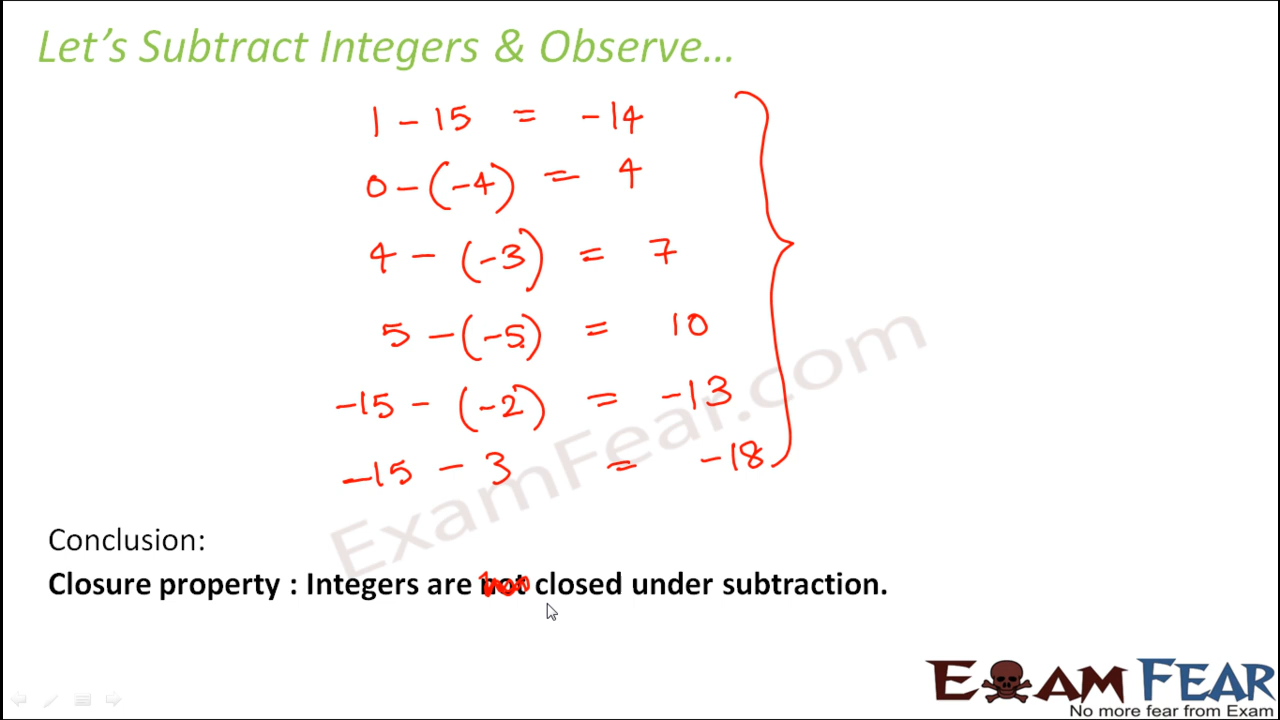 Let's Subtract Integers & Observe...
1 - 15 = -14
0 - (-4) = 4
4 - (-3) = 7
5 - (-5) = 10
-15 - (-2) = -13
-15 - 3 = -18
ExamFear.com
Conclusion:
Closure property : Integers are not closed under subtraction.
EXAM FEAR
No more fear from Exam